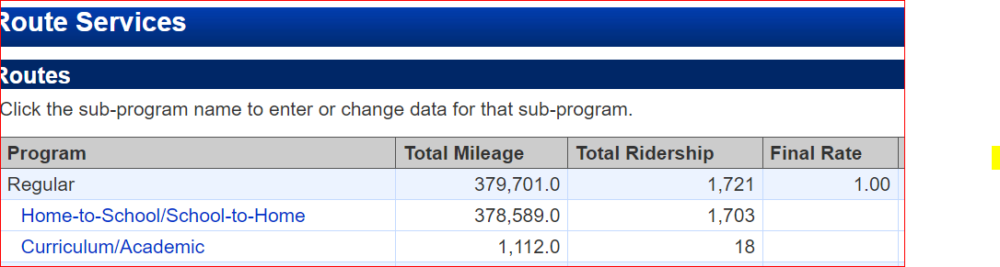 Route Services
Routes
Click the sub-program name to enter or change data for that sub-program.
Program Total Mileage Total Ridership Final Rate
Regular 379,701.0 1,721 1.00
Home-to-School/School-to-Home 378,589.0 1,703
Curriculum/Academic 1,112.0 18